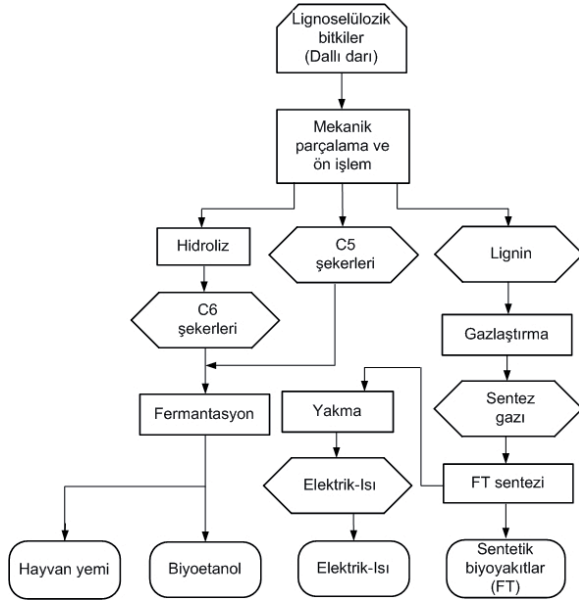 Lignoselülozik
bitkiler
(Dallı darı)
Mekanik
parçalama ve
ön işlem
Hidroliz
C5
şekerleri
Lignin
C6
şekerleri
Gazlaştırma
Fermantasyon
Yakma
Sentez
gazı
Elektrik-Isı
FT sentezi
Hayvan yemi
Biyoetanol
Elektrik-Isı
Sentetik
biyoyakıtlar
(FT)